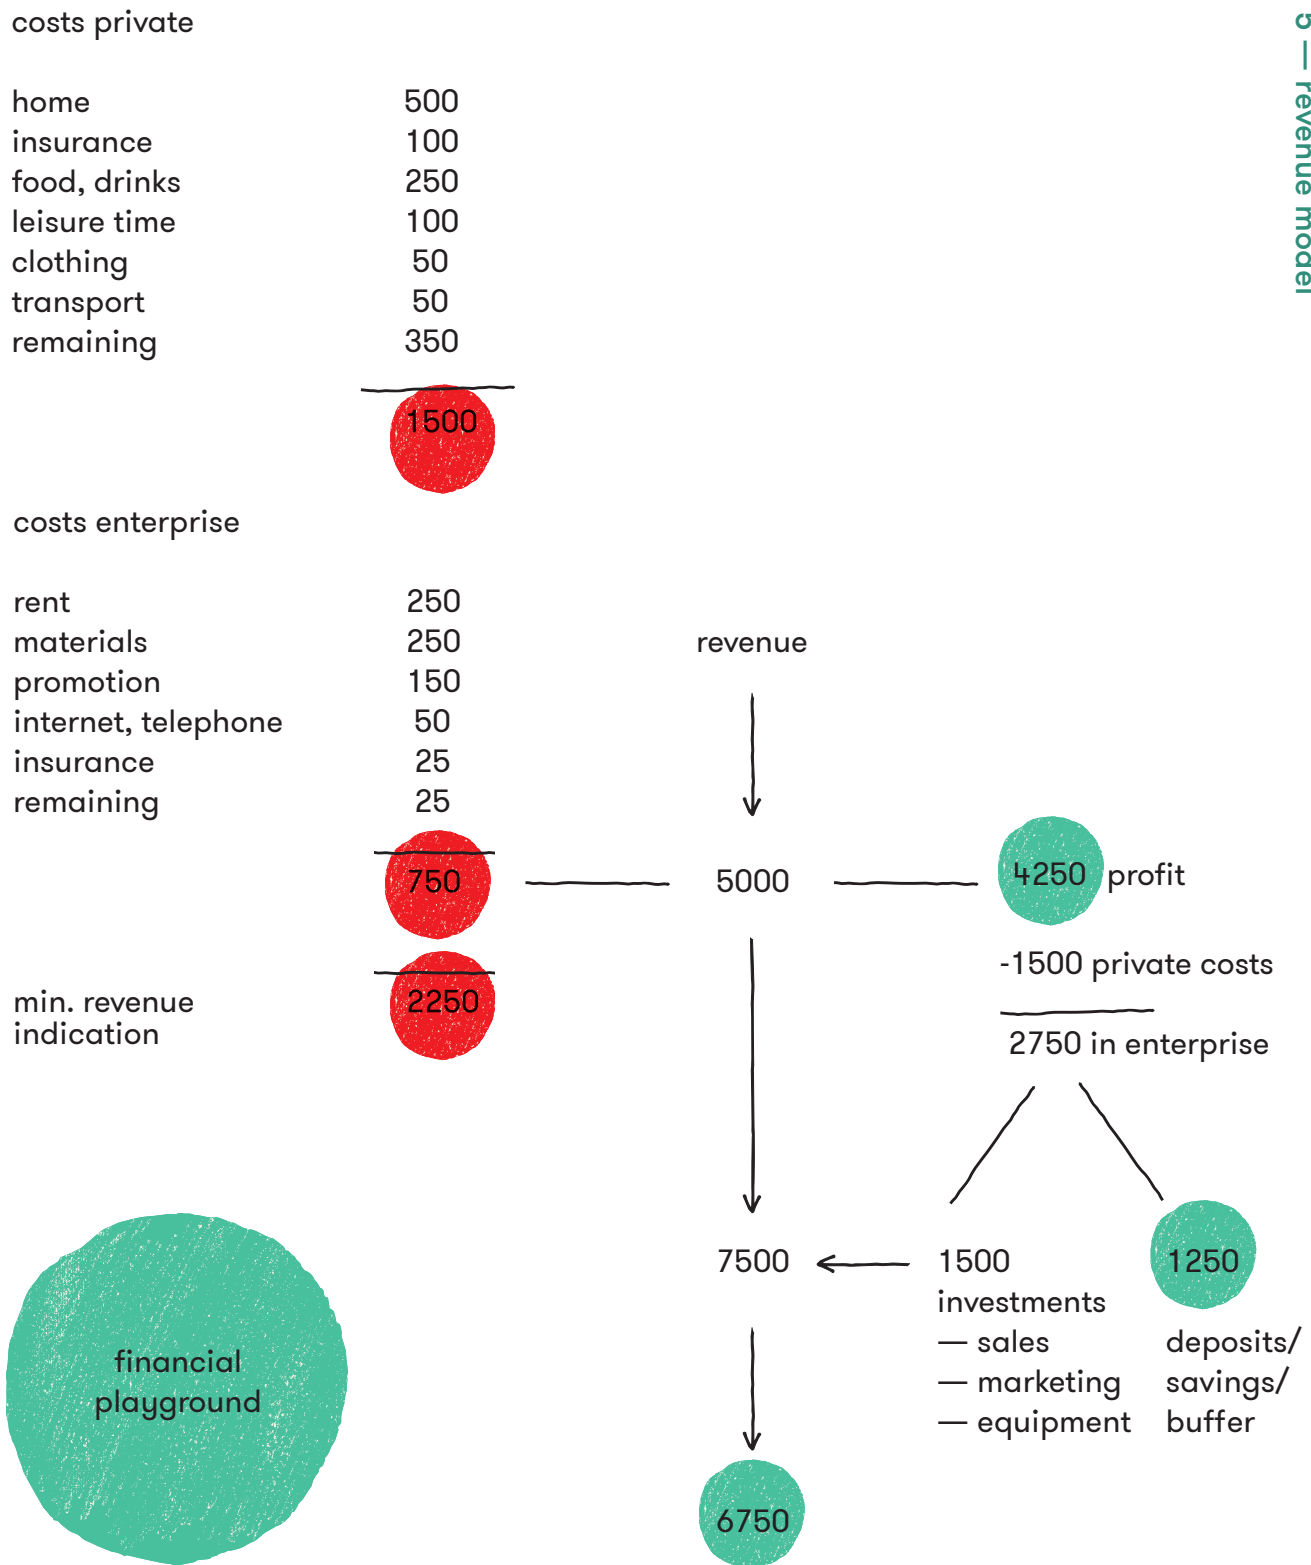 costs private
home 500
insurance 100
food, drinks 250
leisure time 100
clothing 50
transport 50
remaining 350
1500
costs enterprise
rent 250
materials 250
promotion 150
internet, telephone 50
insurance 25
remaining 25
750
min. revenue
indication
2250
revenue
5000
4250 profit
-1500 private costs
2750 in enterprise
7500
1500
investments
— sales
— marketing
— equipment
1250
deposits/
savings/
buffer
6750
financial
playground
5 — revenue model